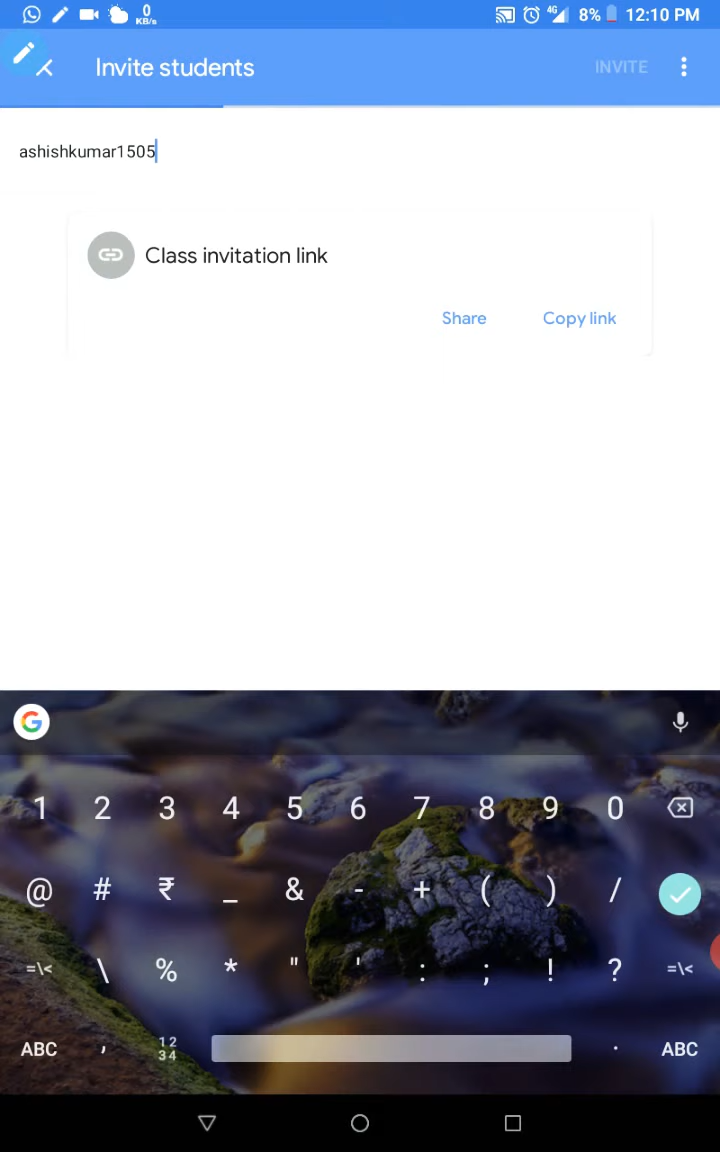 0
KB/s
4G
8%
12:10 PM
Invite students
INVITE
ashishkumar1505
Class invitation link
Share
Copy link
G
1 2 3 4 5 6 7 8 9 0
@ # ₹ _ & - + ( ) /
=\< \ % * " ' : ; ! ? =\<
ABC , 12 34 . ABC